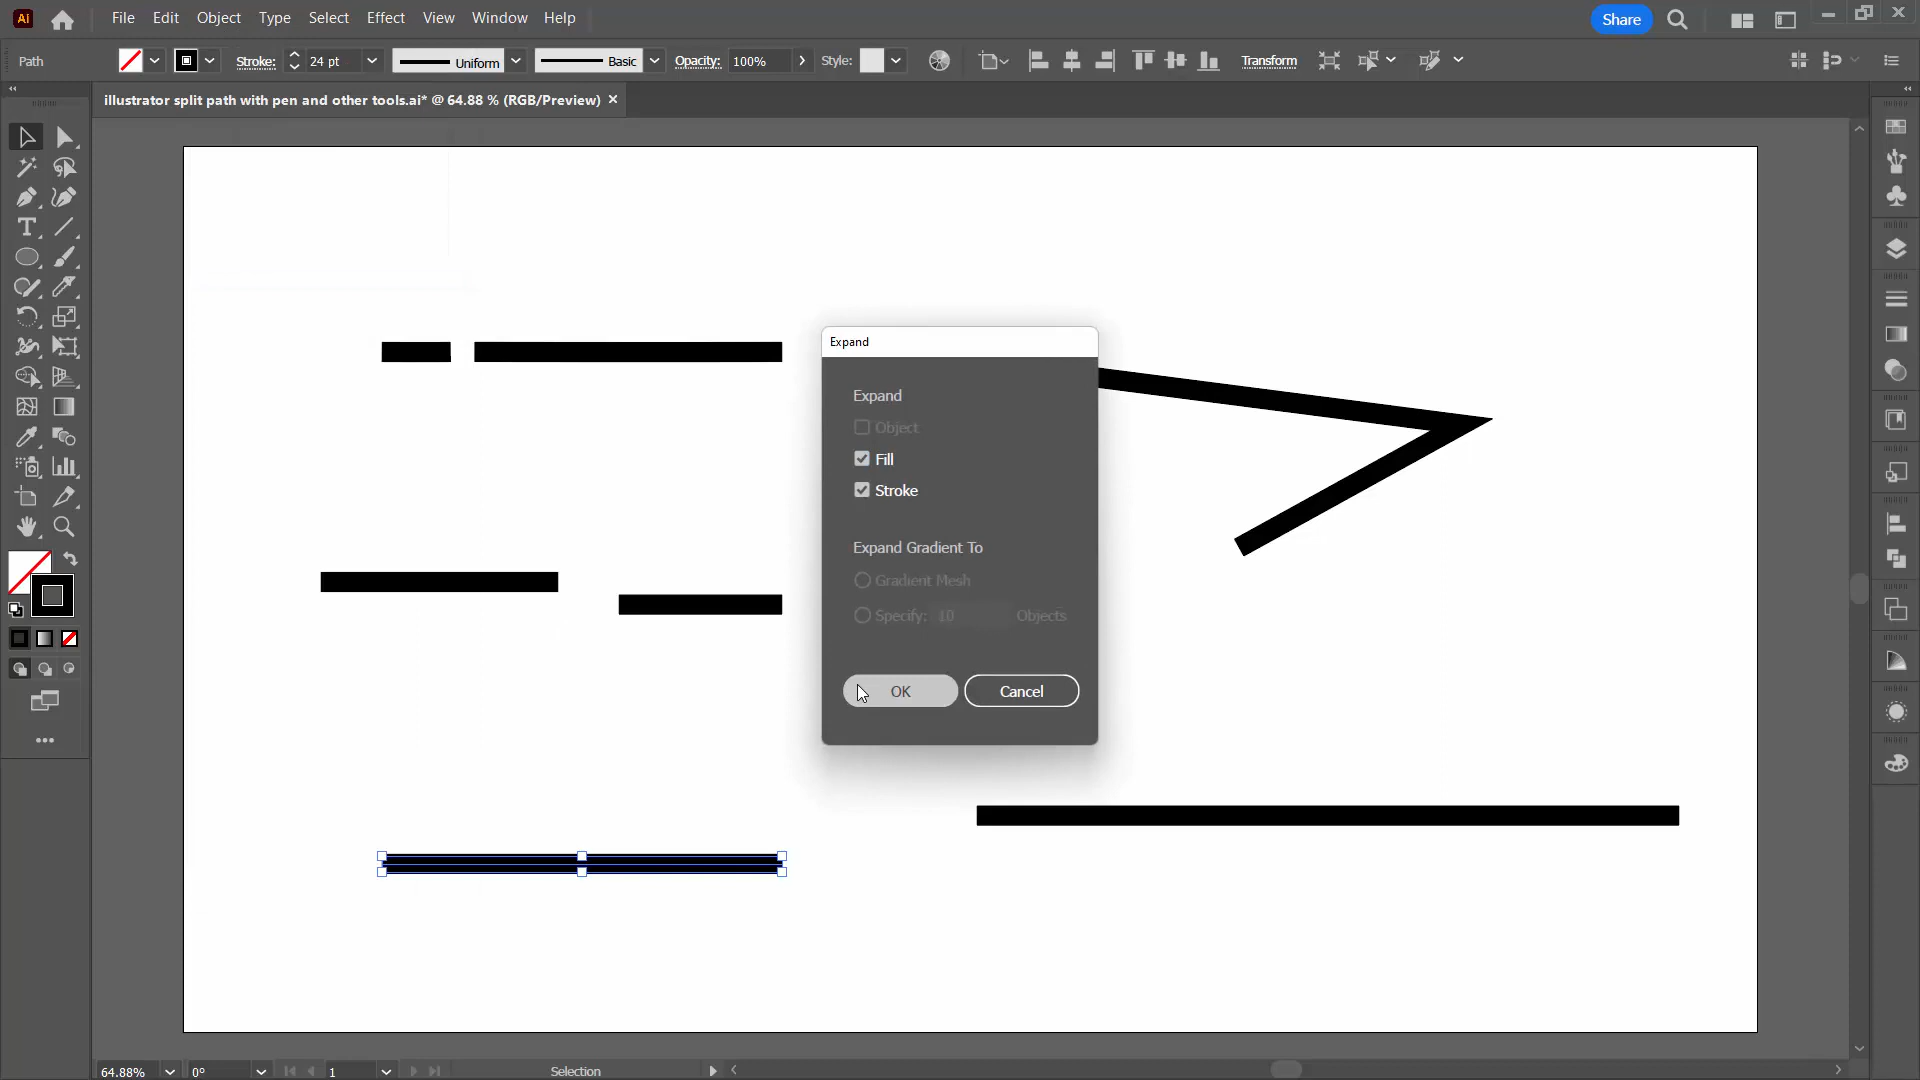 Ai File Edit Object Type Select Effect View Window Help Share
Path Stroke: 24 pt Uniform Basic Opacity: 100% Style: Transform
illustrator split path with pen and other tools.ai* @ 64.88 % (RGB/Preview) ×
Expand
Expand
Object
Fill
Stroke
Expand Gradient To
Gradient Mesh
Specify: 10 Objects
OK Cancel
64.88% 0° 1 Selection